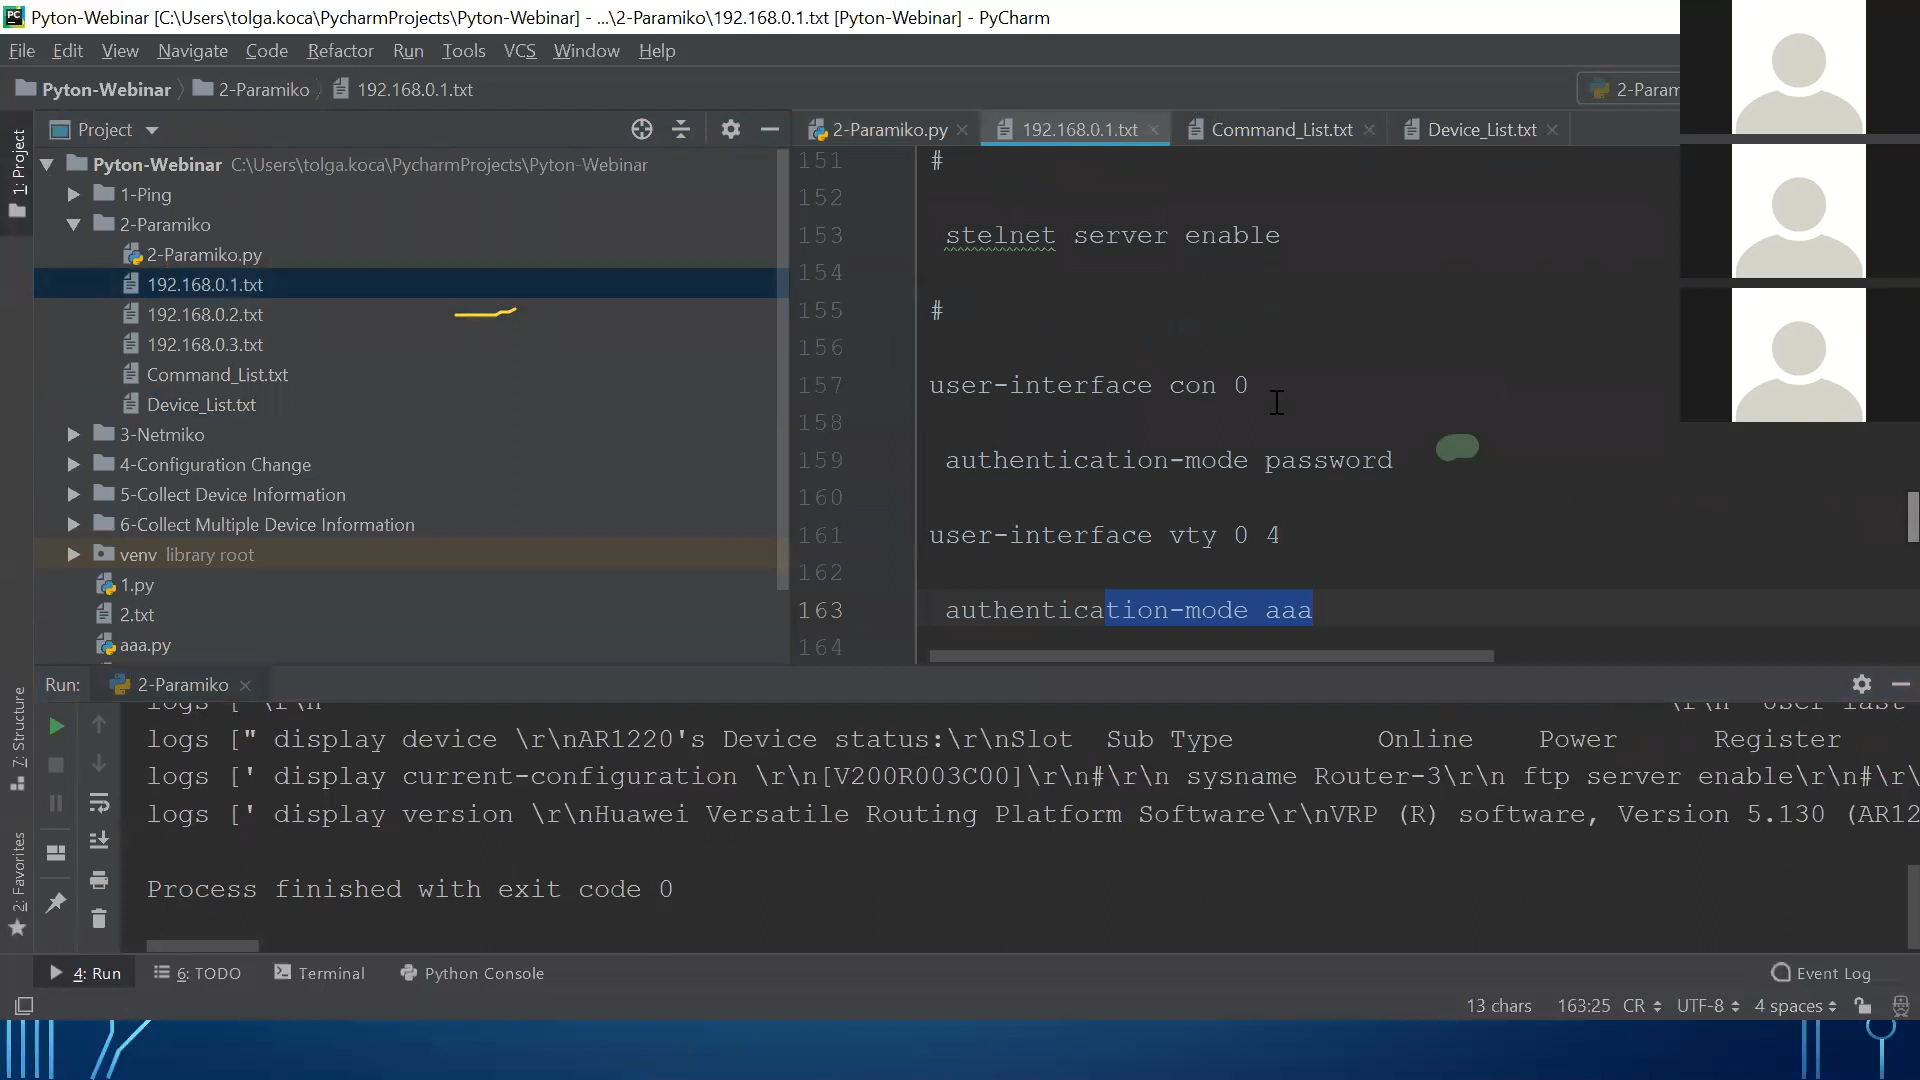 PC Pyton-Webinar [C:\Users\tolga.koca\PycharmProjects\Pyton-Webinar] - ...\2-Paramiko\192.168.0.1.txt [Pyton-Webinar] - PyCharm
File Edit View Navigate Code Refactor Run Tools VCS Window Help
Pyton-Webinar 2-Paramiko 192.168.0.1.txt
2-Param
1: Project
Project
Pyton-Webinar C:\Users\tolga.koca\PycharmProjects\Pyton-Webinar
1-Ping
2-Paramiko
2-Paramiko.py
192.168.0.1.txt
192.168.0.2.txt
192.168.0.3.txt
Command_List.txt
Device_List.txt
3-Netmiko
4-Configuration Change
5-Collect Device Information
6-Collect Multiple Device Information
venv library root
1.py
2.txt
aaa.py
2-Paramiko.py 192.168.0.1.txt Command_List.txt Device_List.txt
151 #
152
153 stelnet server enable
154
155 #
156
157 user-interface con 0
158
159 authentication-mode password
160
161 user-interface vty 0 4
162
163 authentication-mode aaa
164
Run: 2-Paramiko
7: Structure
2: Favorites
logs [" display device \r\nAR1220's Device status:\r\nSlot Sub Type Online Power Register
logs [' display current-configuration \r\n[V200R003C00]\r\n#\r\n sysname Router-3\r\n ftp server enable\r\n#\r\
logs [' display version \r\nHuawei Versatile Routing Platform Software\r\nVRP (R) software, Version 5.130 (AR12
Process finished with exit code 0
4: Run 6: TODO Terminal Python Console Event Log
13 chars 163:25 CR UTF-8 4 spaces